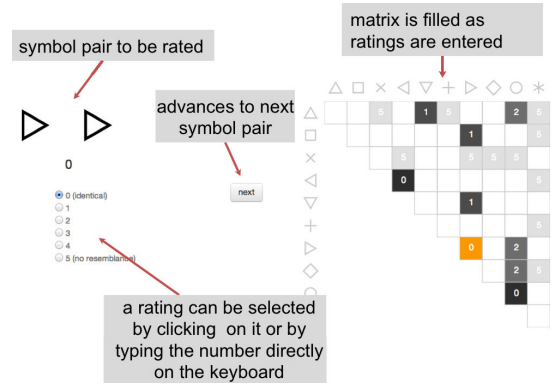 symbol pair to be rated
matrix is filled as
ratings are entered
advances to next
symbol pair
0
0 (identical)
1
2
3
4
5 (no resemblance)
next
5 1 5 2 5
1 5
5 5 5 5
0 5
1
5
0 2
2 5
0
a rating can be selected
by clicking on it or by
typing the number directly
on the keyboard